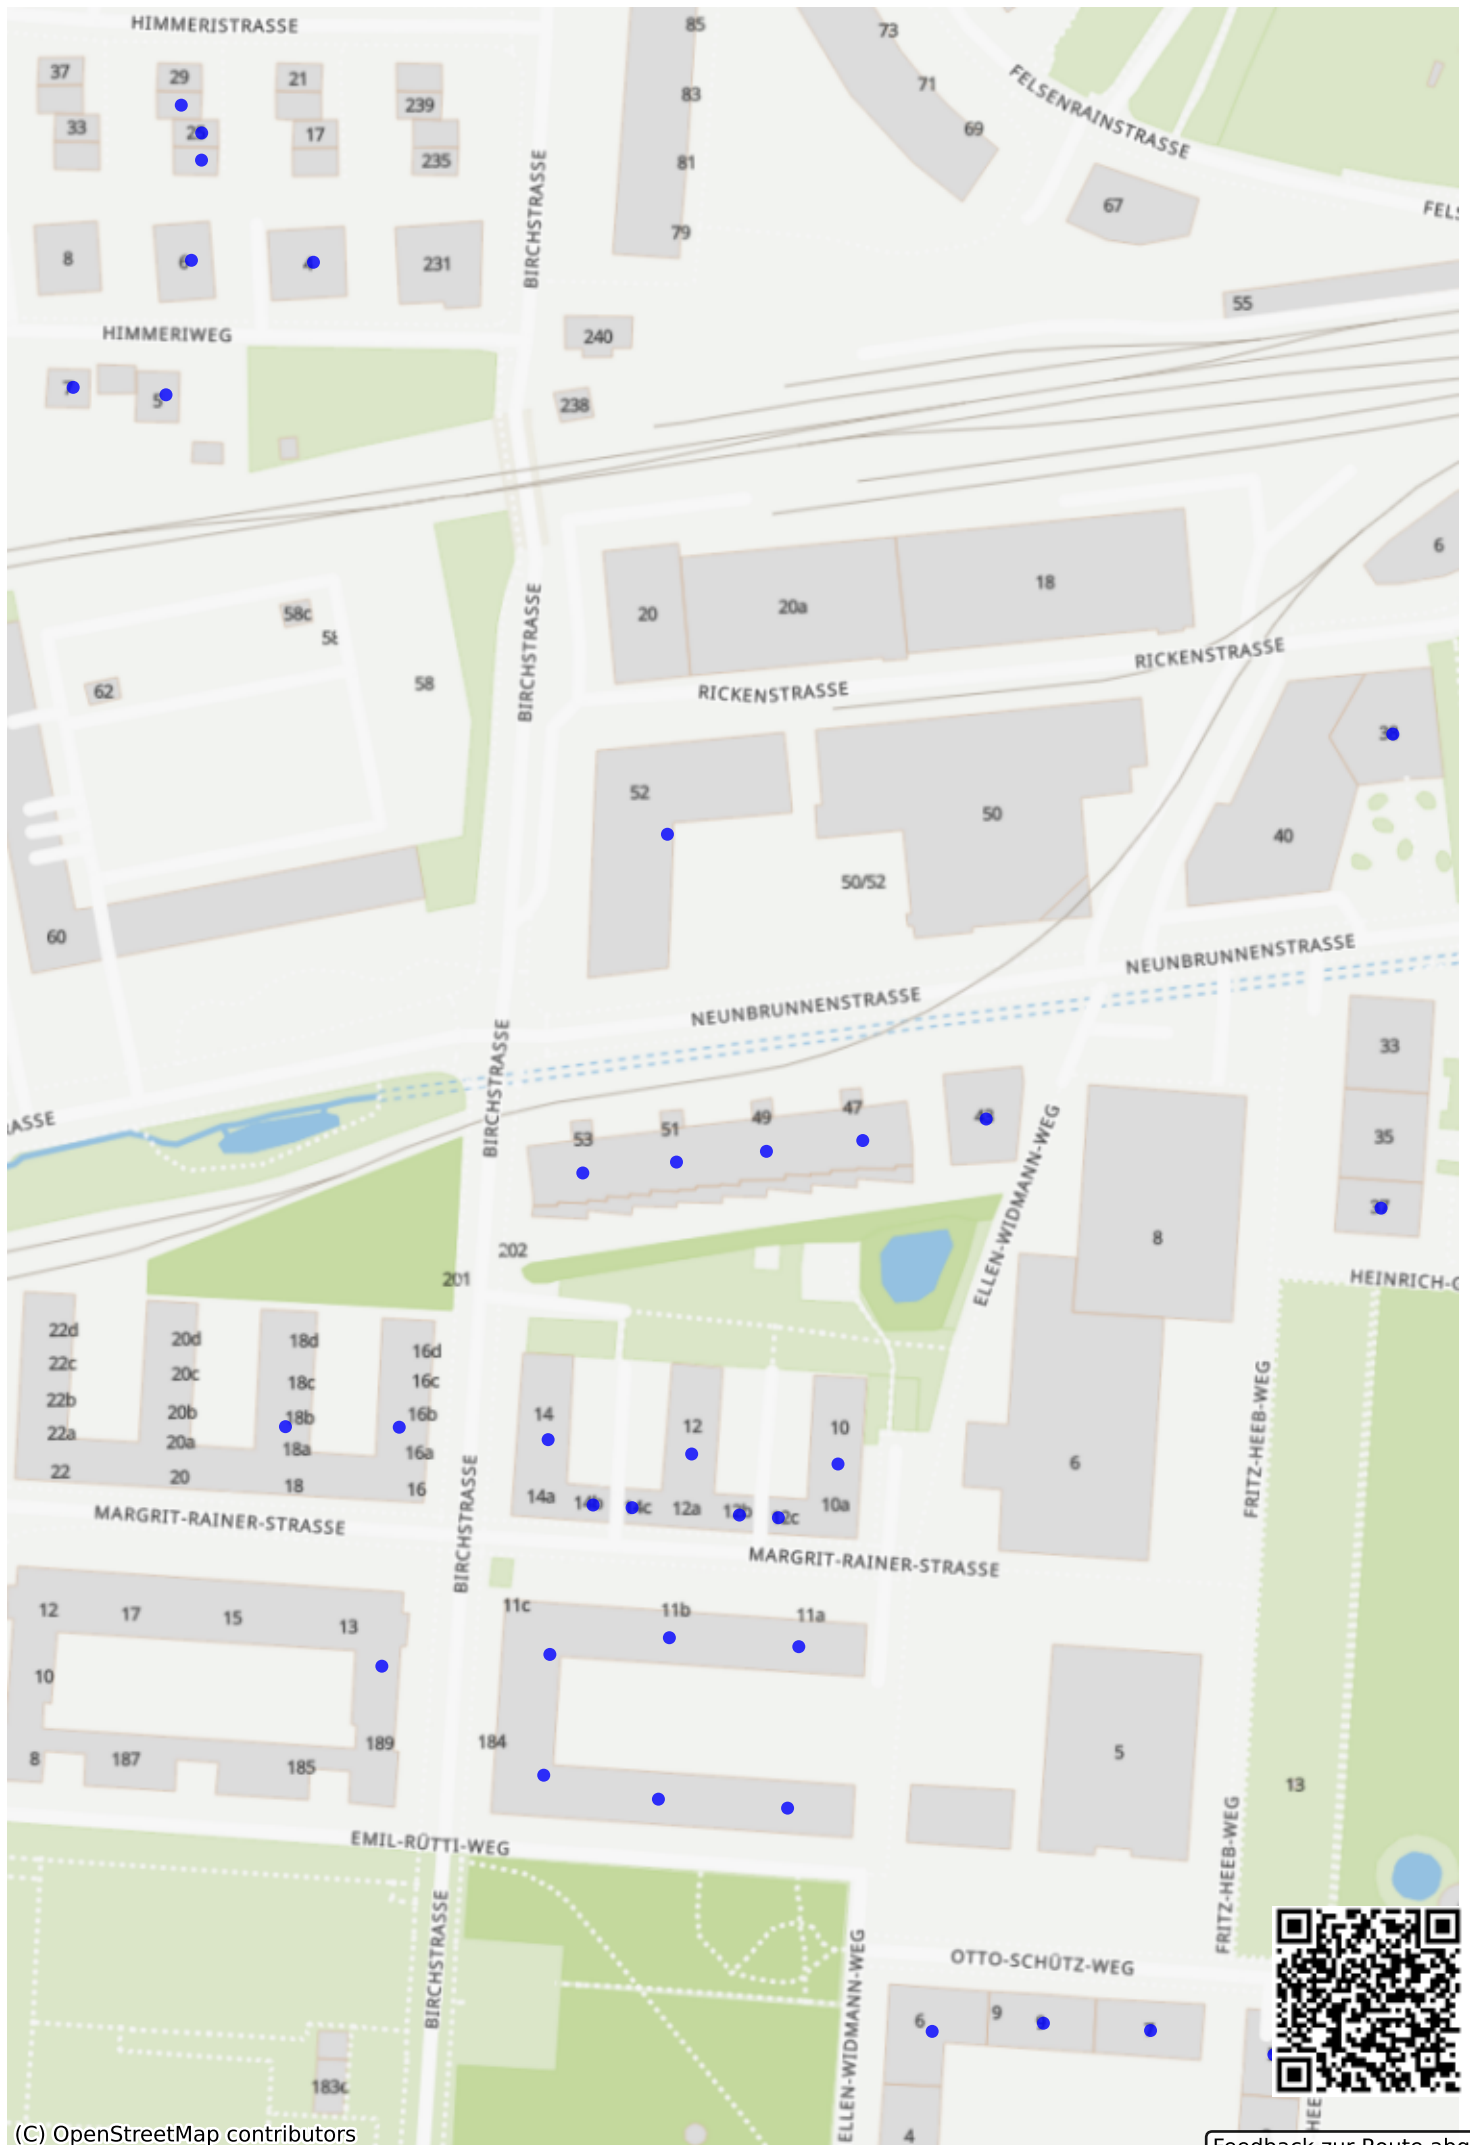 HIMMERISTRASSE
85
73
37
29
21
239
83
71
FELSENRAINSTRASSE
33
17
69
235
81
BIRCHSTRASSE
67
79
8
231
55
HIMMERIWEG
240
5
238
6
20
20a
18
58c
62
58
BIRCHSTRASSE
RICKENSTRASSE
RICKENSTRASSE
52
50
40
50/52
60
NEUNBRUNNENSTRASSE
NEUNBRUNNENSTRASSE
BIRCHSTRASSE
33
53
51
49
47
35
ELLEN-WIDMANN-WEG
8
202
201
HEINRICH-
22d
20d
18d
16d
22c
20c
18c
16c
22b
20b
18b
16b
14
12
10
22a
20a
18a
16a
6
22
20
18
16
14a
12a
10a
FRITZ-HEEB-WEG
MARGRIT-RAINER-STRASSE
BIRCHSTRASSE
MARGRIT-RAINER-STRASSE
12
17
15
13
11c
11b
11a
10
184
189
8
187
185
5
13
EMIL-RÜTTI-WEG
FRITZ-HEEB-WEG
BIRCHSTRASSE
ELLEN-WIDMANN-WEG
OTTO-SCHÜTZ-WEG
6
9
183c
4
(C) OpenStreetMap contributors
Feedback zur Route